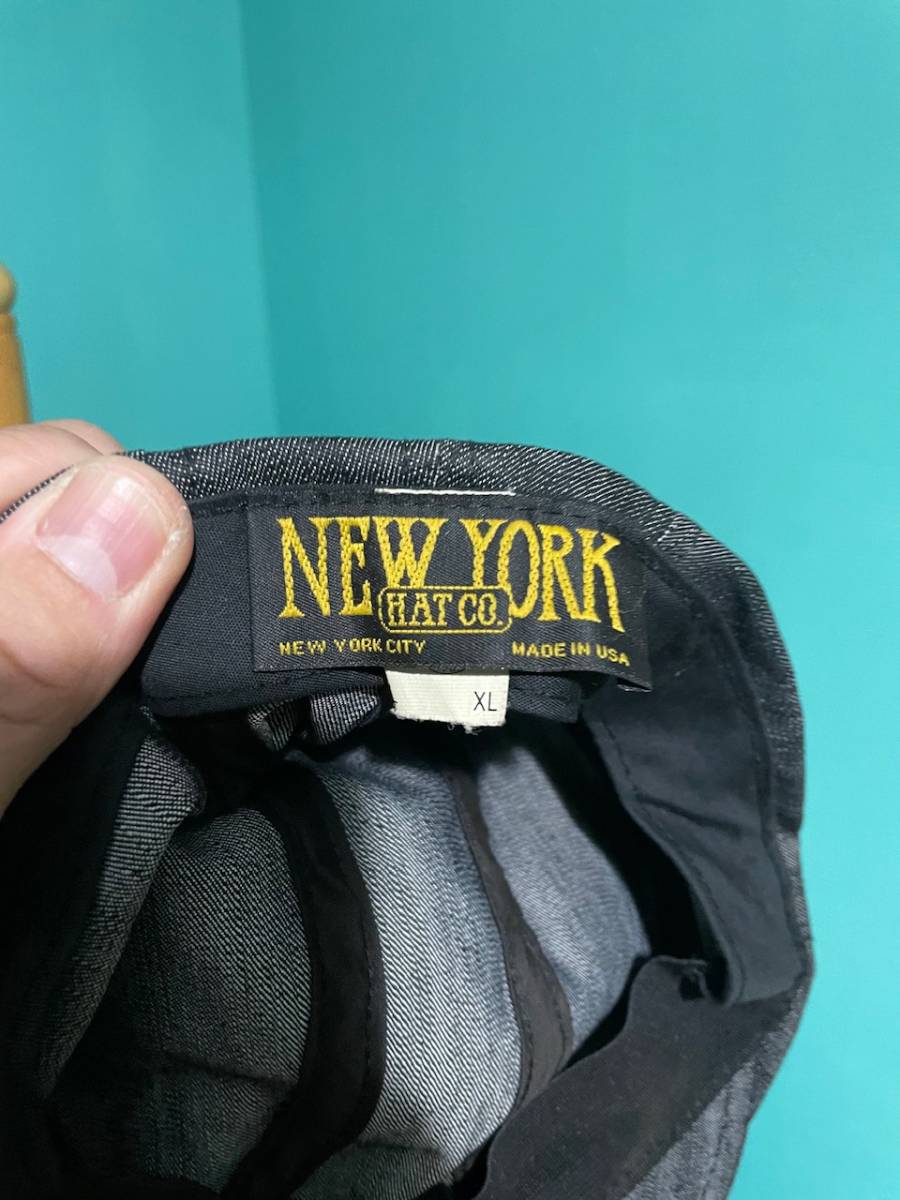 NEW YORK
HAT CO.
NEW YORK CITY MADE IN USA
XL